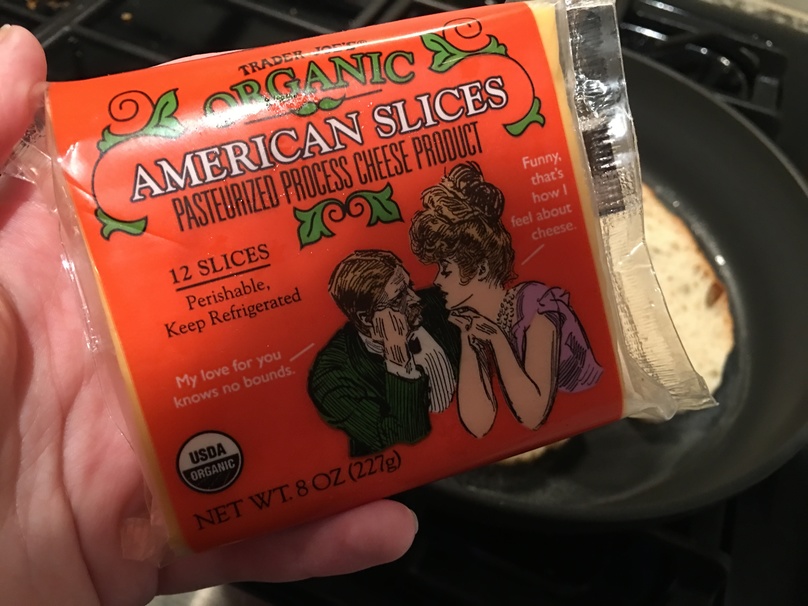 TRADER JOE'S®
ORGANIC
AMERICAN SLICES
PASTEURIZED PROCESS CHEESE PRODUCT
12 SLICES
Perishable,
Keep Refrigerated
Funny,
that's
how I
feel about
cheese.
My love for you
knows no bounds.
USDA
ORGANIC
NET WT. 8 OZ (227g)